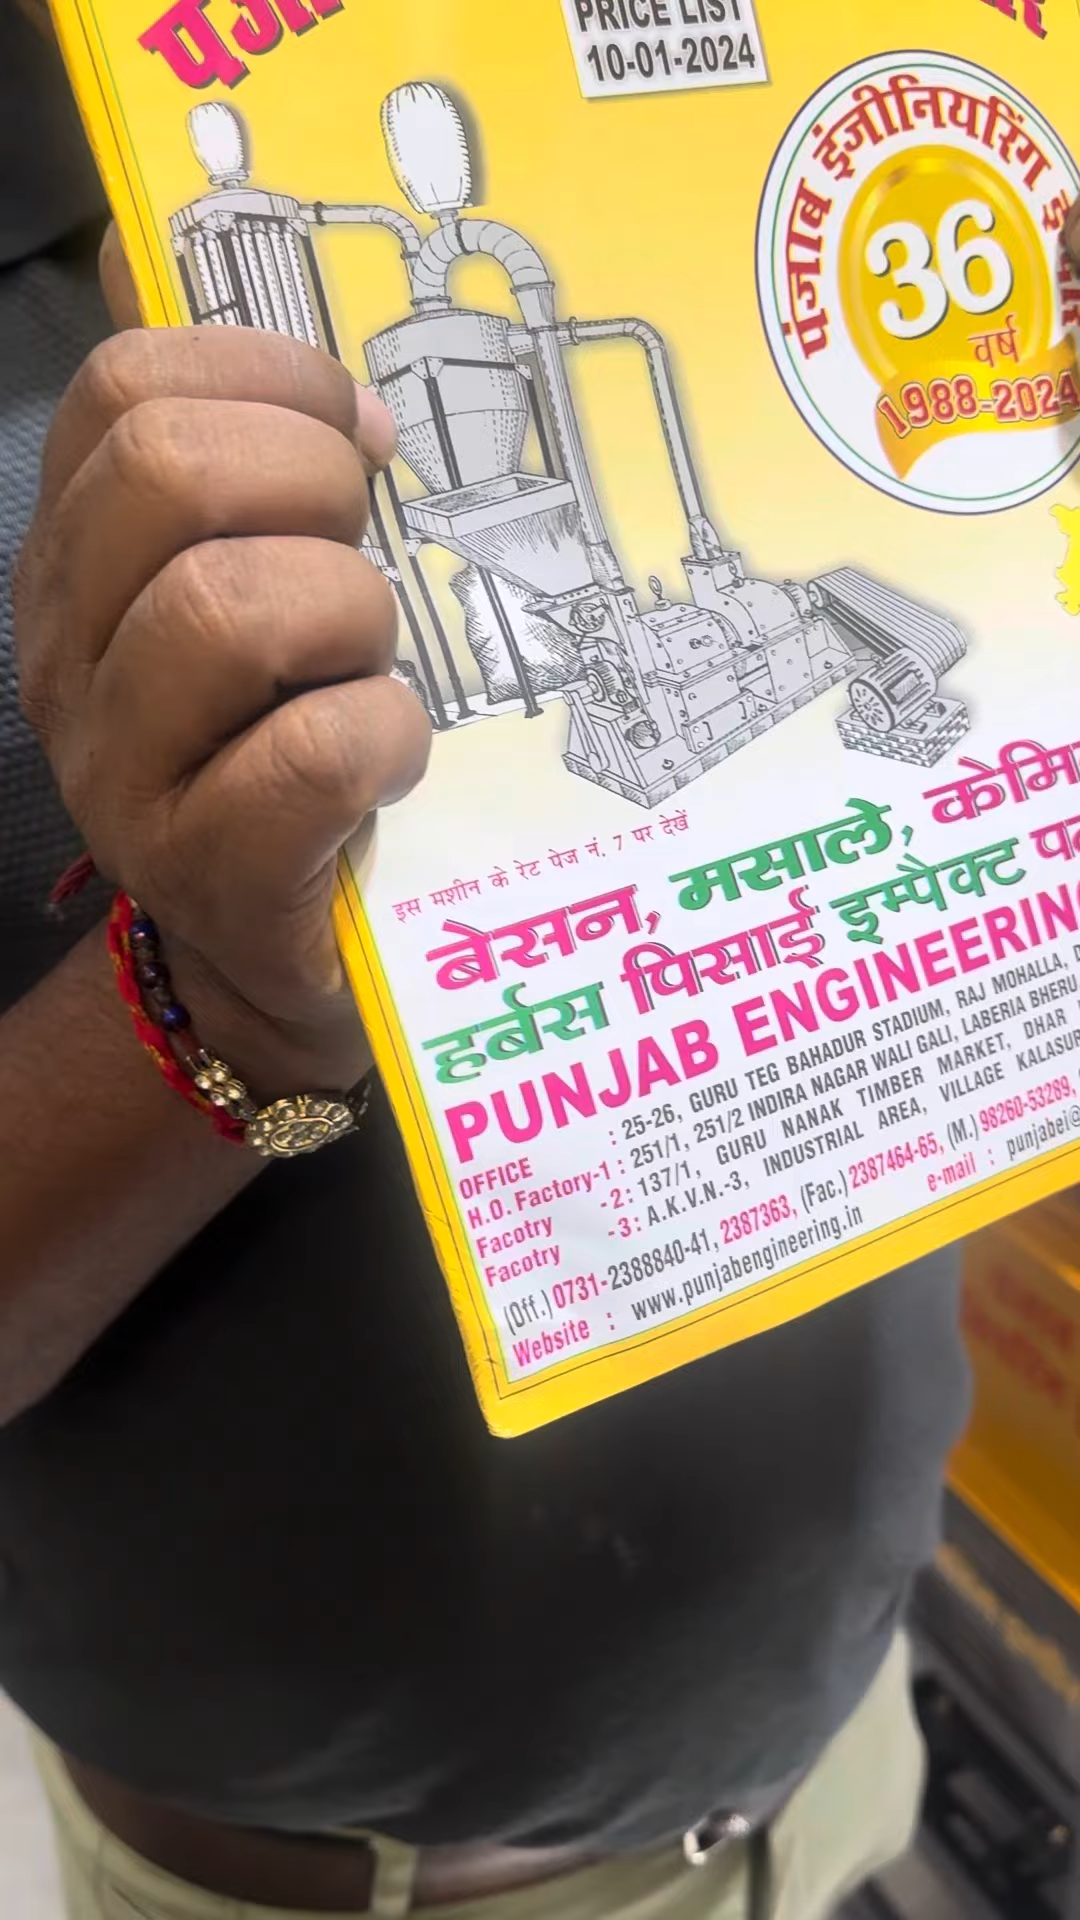 PRICE LIST
10-01-2024
पंजाब इंजीनियरिंग
36
वर्ष
1988-2024
इस मशीन के रेट पेज नं. 7 पर देखें
बेसन, मसाले,
हर्बस पिसाई इम्पैक्ट
PUNJAB ENGINEERING
OFFICE : 25-26, GURU TEG BAHADUR STADIUM, RAJ MOHALLA,
H.O. Factory-1 : 251/1, 251/2 INDIRA NAGAR WALI GALI, LABERIA BHERU
Facotry -2 : 137/1, GURU NANAK TIMBER MARKET, DHAR
Facotry -3 : A.K.V.N.-3, INDUSTRIAL AREA, VILLAGE
(Off.) 0731-2388840-41, 2387363, (Fac.) 2387464-65, (M.) 98260-53289,
Website : www.punjabengineering.in e-mail : punjabei@